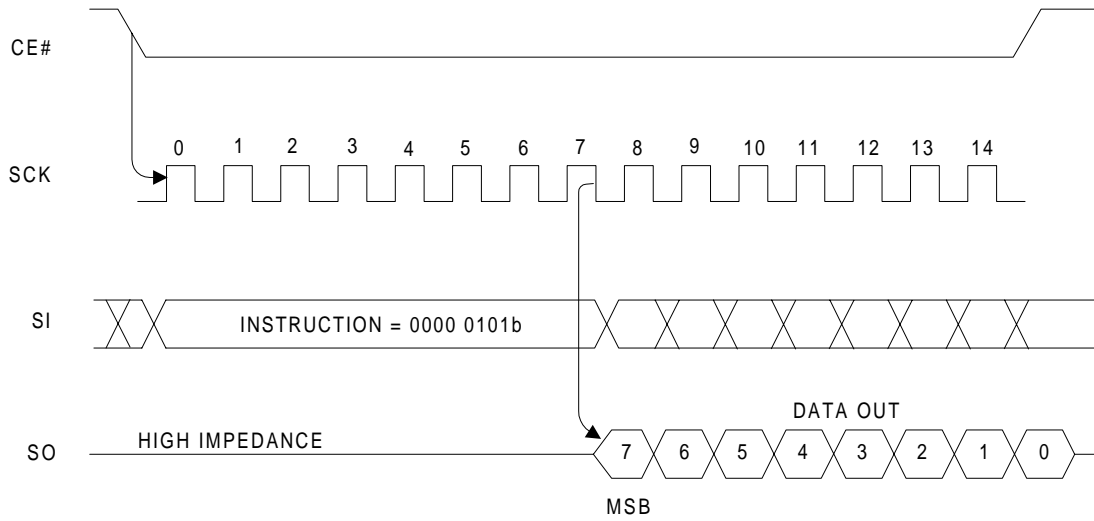 CE#
0 1 2 3 4 5 6 7 8 9 10 11 12 13 14
SCK
SI
INSTRUCTION = 0000 0101b
DATA OUT
HIGH IMPEDANCE
SO
7 6 5 4 3 2 1 0
MSB